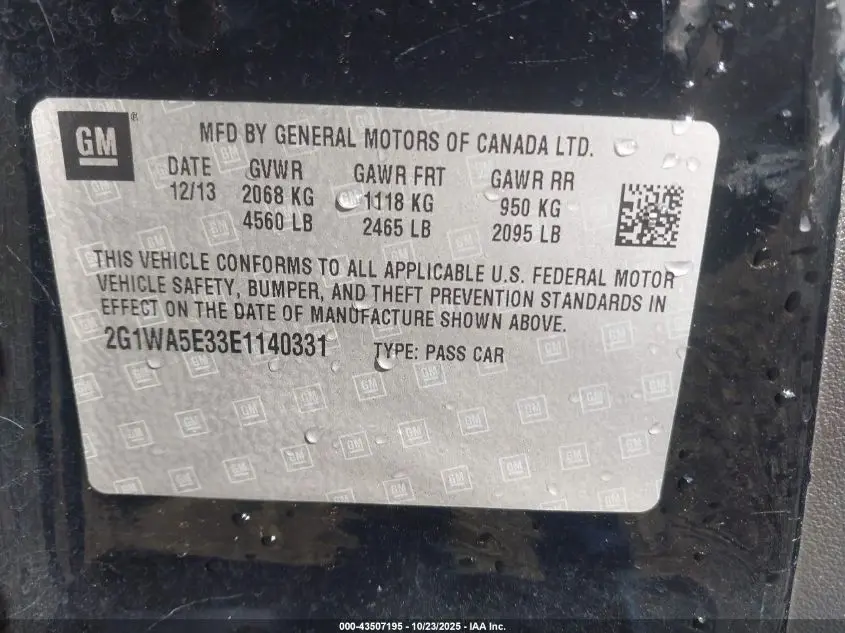 GM
MFD BY GENERAL MOTORS OF CANADA LTD.
DATE GVWR GAWR FRT GAWR RR
12/13 2068 KG 1118 KG 950 KG
4560 LB 2465 LB 2095 LB
THIS VEHICLE CONFORMS TO ALL APPLICABLE U.S. FEDERAL MOTOR
VEHICLE SAFETY, BUMPER, AND THEFT PREVENTION STANDARDS IN
EFFECT ON THE DATE OF MANUFACTURE SHOWN ABOVE.
2G1WA5E33E1140331 TYPE: PASS CAR
000-43507195 - 10/23/2025 - IAA Inc.